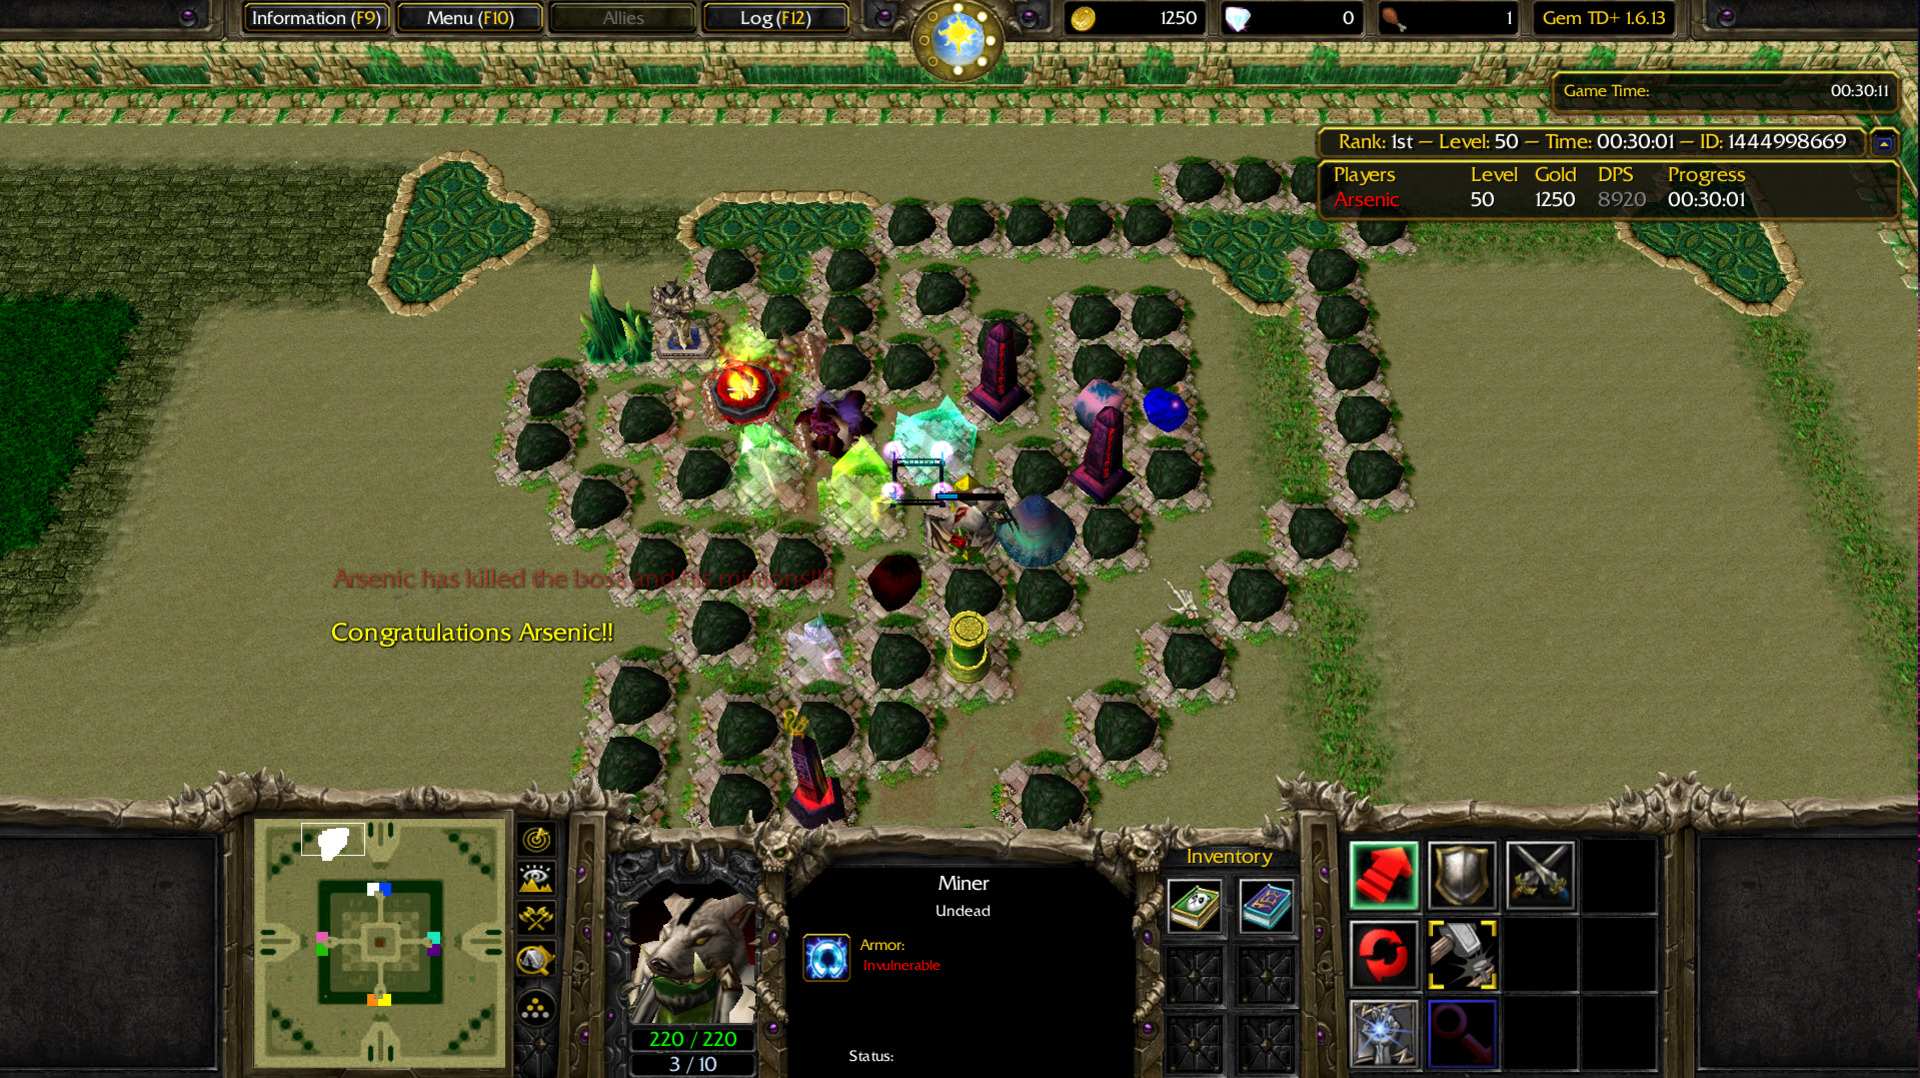 Information (F9)
Menu (F10)
Allies
Log (F12)
1250
0
1
Gem TD+ 1.6.13
Game Time:
00:30:11
Rank: 1st — Level: 50 — Time: 00:30:01 — ID: 1444998669
Players Level Gold DPS Progress
Arsenic 50 1250 8920 00:30:01
Arsenic has killed the boss and his minions!!!
Congratulations Arsenic!!
Miner
Undead
Armor:
Invulnerable
Status:
220 / 220
3 / 10
Inventory